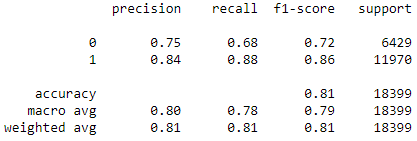 precision recall f1-score support
0 0.75 0.68 0.72 6429
1 0.84 0.88 0.86 11970
accuracy 0.81 18399
macro avg 0.80 0.78 0.79 18399
weighted avg 0.81 0.81 0.81 18399